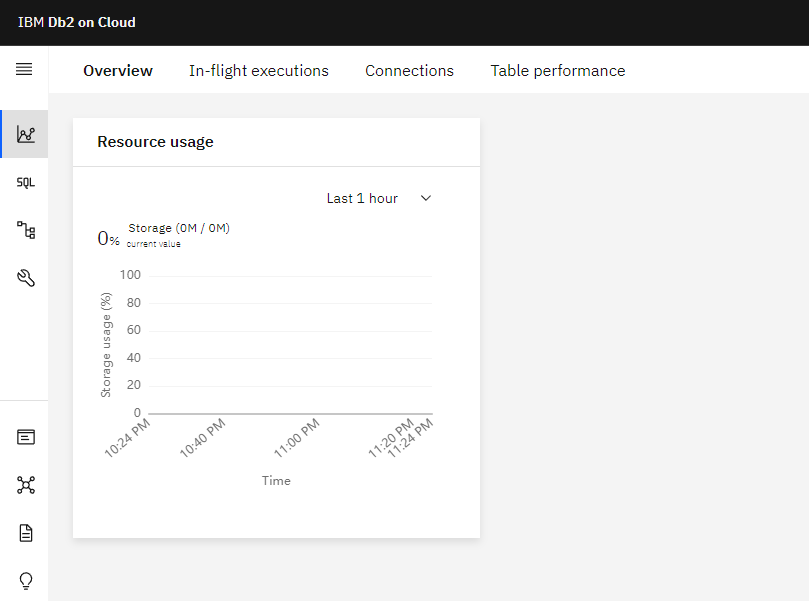 IBM Db2 on Cloud
Overview In-flight executions Connections Table performance
Resource usage
SQL
Last 1 hour
0% Storage (0M / 0M)
current value
Storage usage (%)
100
80
60
40
20
0
10:24 PM 10:40 PM 11:00 PM 11:20 PM 11:24 PM
Time